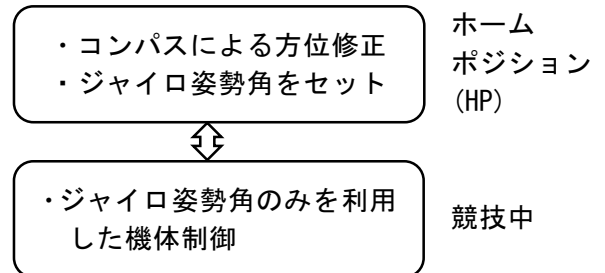 ・コンパスによる方位修正
・ジャイロ姿勢角をセット
ホーム
ポジション
(HP)
・ジャイロ姿勢角のみを利用
した機体制御
競技中